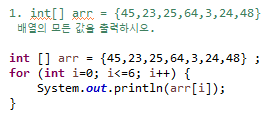 1. int[] arr = {45,23,25,64,3,24,48}
배열의 모든 값을 출력하시오.
int [] arr = {45,23,25,64,3,24,48} ;
for (int i=0; i<=6; i++) {
System.out.println(arr[i]);
}